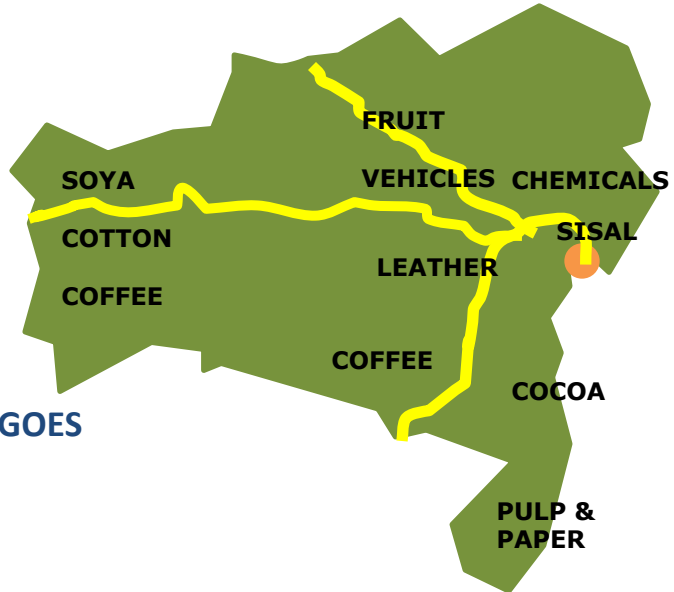 FRUIT
SOYA
VEHICLES
CHEMICALS
COTTON
SISAL
LEATHER
COFFEE
COFFEE
COCOA
GOES
PULP &
PAPER